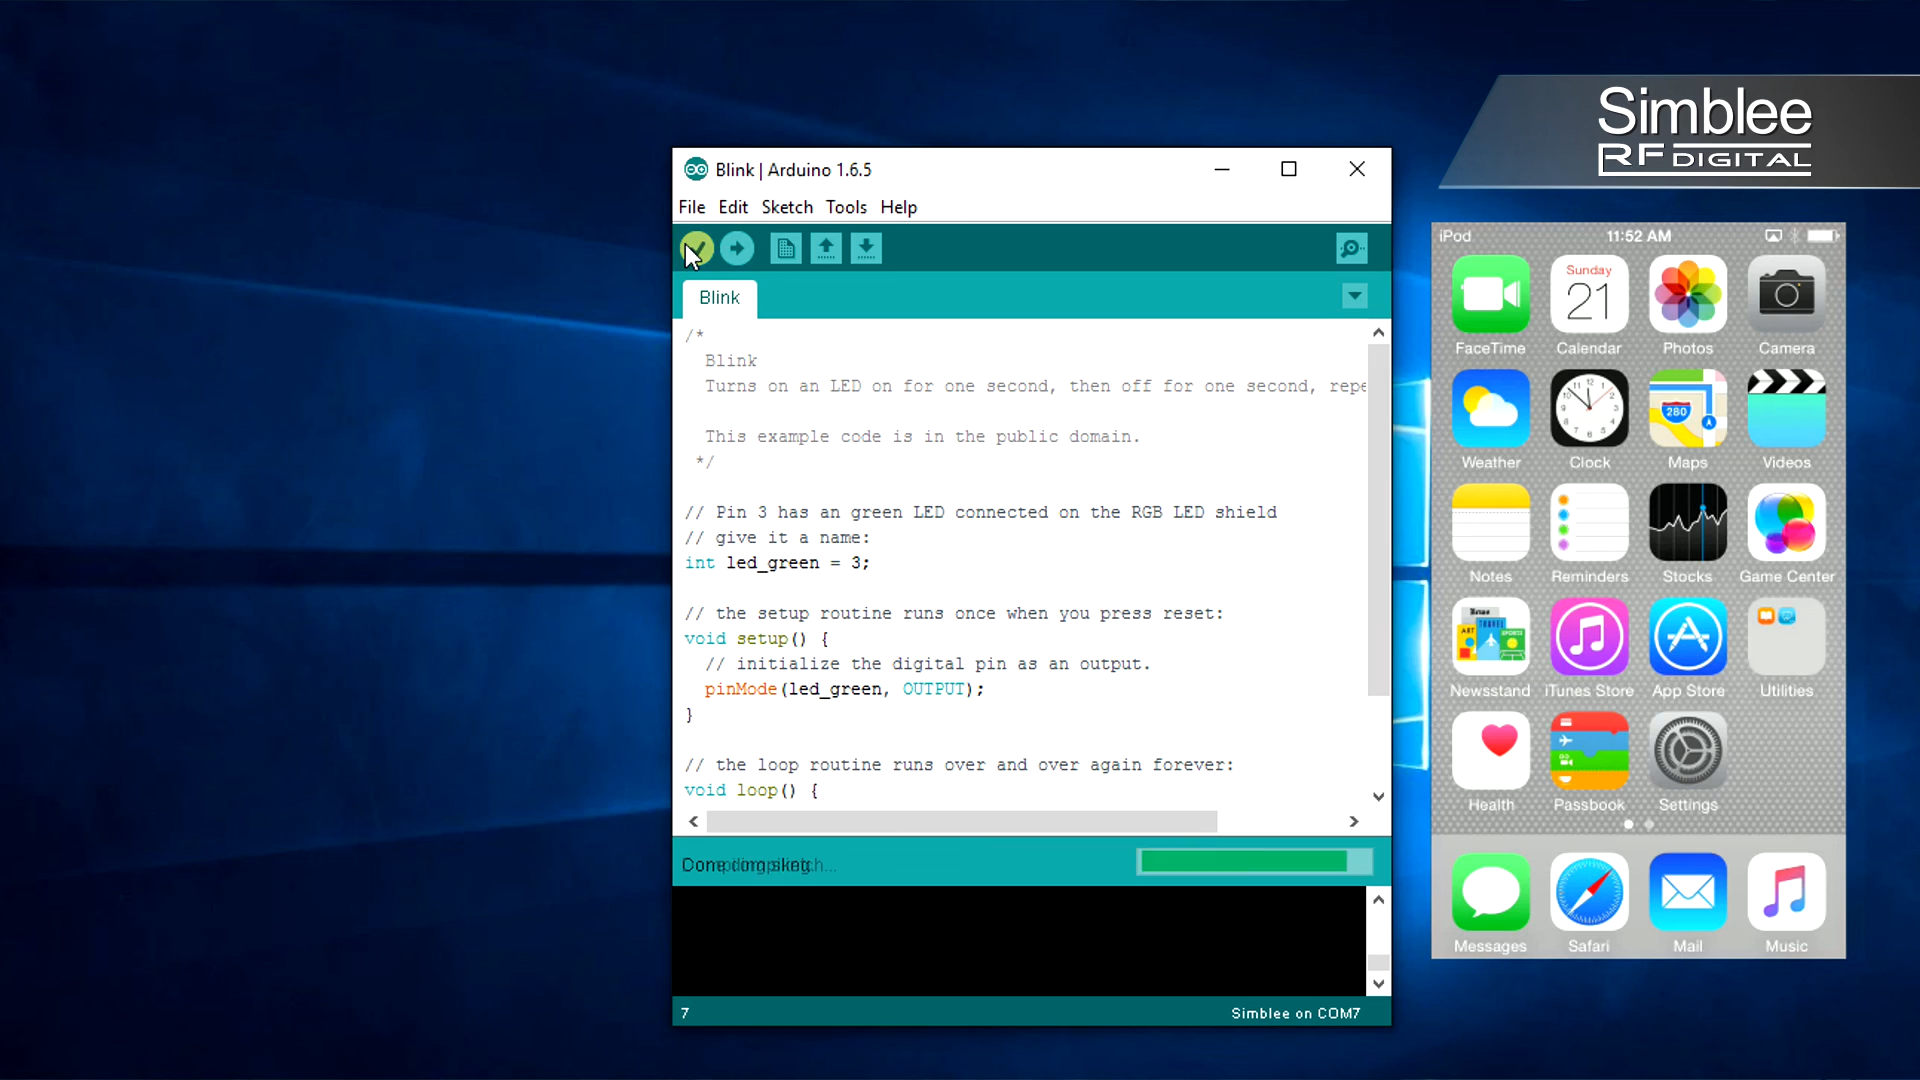 Simblee
RF DIGITAL
Blink | Arduino 1.6.5
File Edit Sketch Tools Help
Blink
/*
Blink
Turns on an LED on for one second, then off for one second, repe
This example code is in the public domain.
*/
// Pin 3 has an green LED connected on the RGB LED shield
// give it a name:
int led_green = 3;
// the setup routine runs once when you press reset:
void setup() {
// initialize the digital pin as an output.
pinMode(led_green, OUTPUT);
}
// the loop routine runs over and over again forever:
void loop() {
Done compiling.
7
Simblee on COM7
iPod 11:52 AM
Sunday
21
FaceTime Calendar Photos Camera
280
Weather Clock Maps Videos
Notes Reminders Stocks Game Center
News
ART TRAVEL SPORTS
Newsstand iTunes Store App Store Utilities
Health Passbook Settings
Messages Safari Mail Music